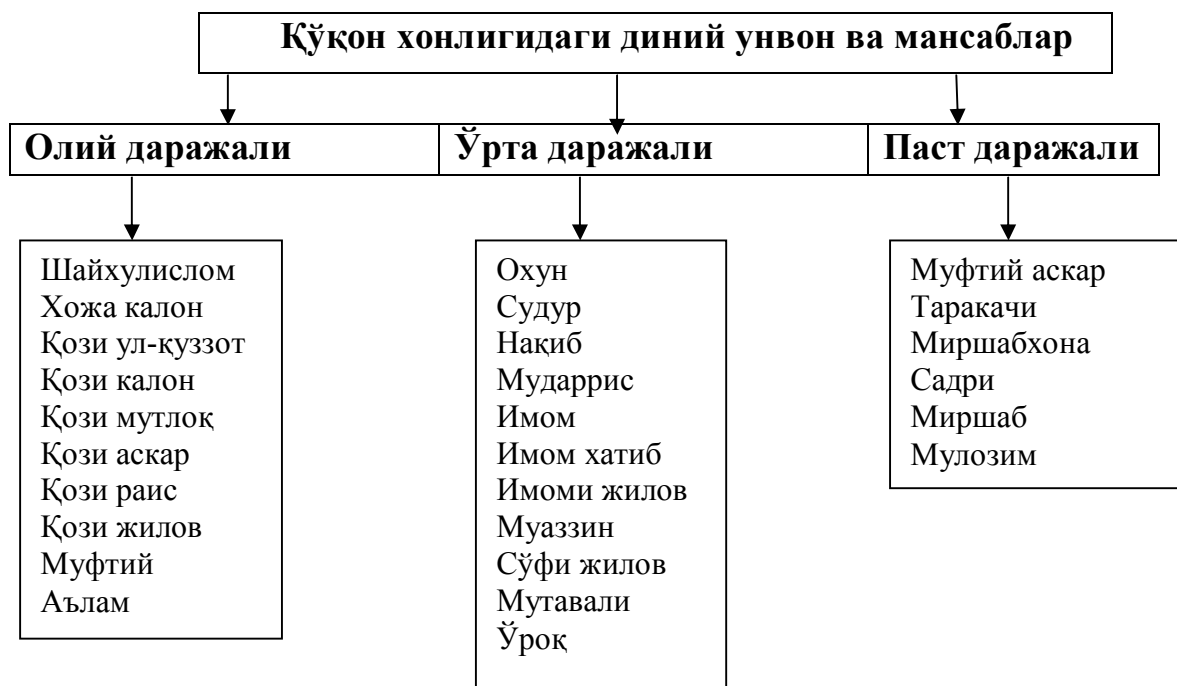 Қўқон хонлигидаги диний унвон ва мансаблар
Олий даражали
Ўрта даражали
Паст даражали
Шайхулислом
Хожа калон
Қози ул-қуззот
Қози калон
Қози мутлоқ
Қози аскар
Қози раис
Қози жилов
Муфтий
Аълам
Охун
Судур
Нақиб
Мударрис
Имом
Имом хатиб
Имоми жилов
Муаззин
Сўфи жилов
Мутавали
Ўроқ
Муфтий аскар
Таракачи
Миршабхона
Садри
Миршаб
Мулозим